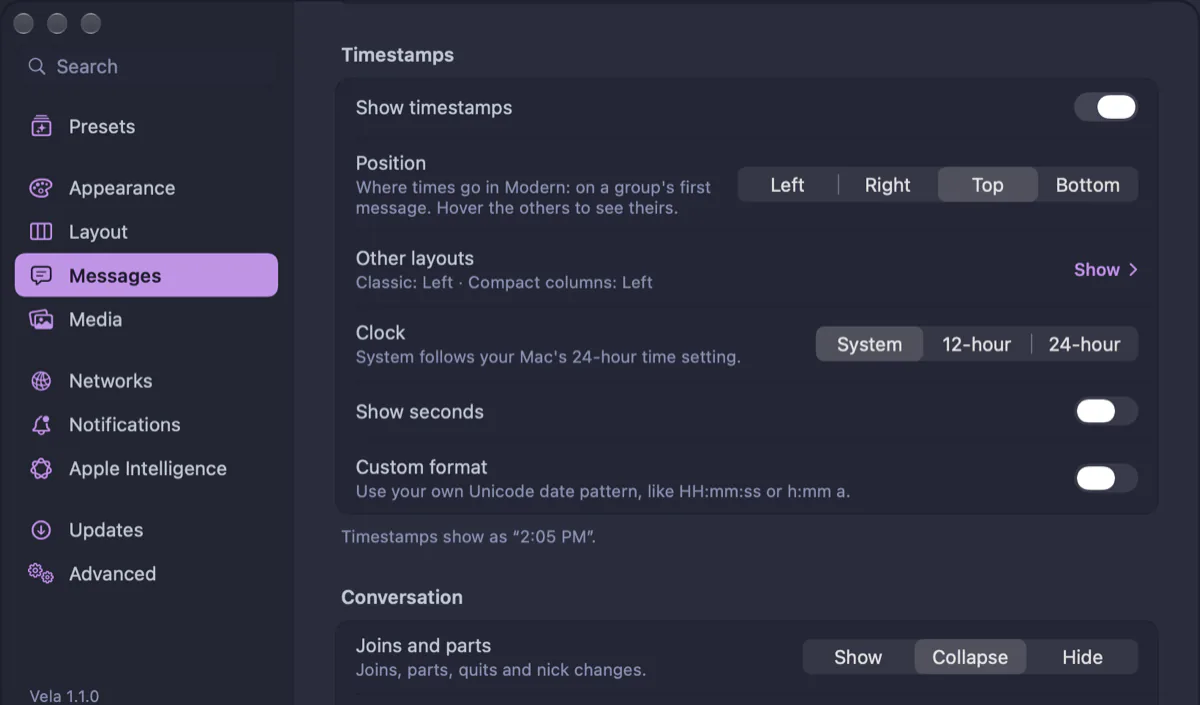 Search
Presets
Appearance
Layout
Messages
Media
Networks
Notifications
Apple Intelligence
Updates
Advanced
Vela 1.1.0
Timestamps
Show timestamps
Position
Where times go in Modern: on a group's first
message. Hover the others to see theirs.
Left
Right
Top
Bottom
Other layouts
Classic: Left · Compact columns: Left
Show
Clock
System follows your Mac's 24-hour time setting.
System
12-hour
24-hour
Show seconds
Custom format
Use your own Unicode date pattern, like HH:mm:ss or h:mm a.
Timestamps show as “2:05 PM”.
Conversation
Joins and parts
Joins, parts, quits and nick changes.
Show
Collapse
Hide